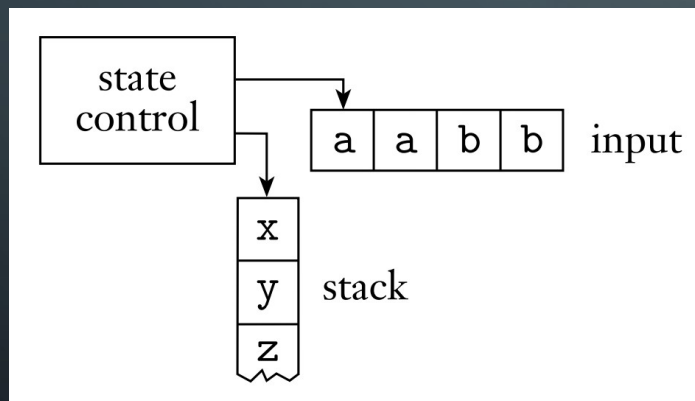 state
control
a a b b input
x
y stack
z